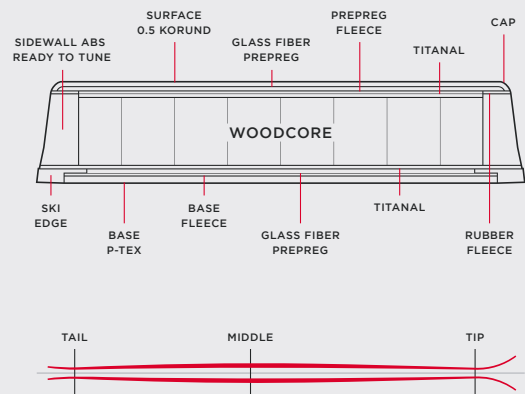 SURFACE
0.5 KORUND
PREPREG
FLEECE
CAP
SIDEWALL ABS
READY TO TUNE
GLASS FIBER
PREPREG
TITANAL
WOODCORE
SKI
EDGE
BASE
P-TEX
BASE
FLEECE
GLASS FIBER
PREPREG
TITANAL
RUBBER
FLEECE
TAIL
MIDDLE
TIP